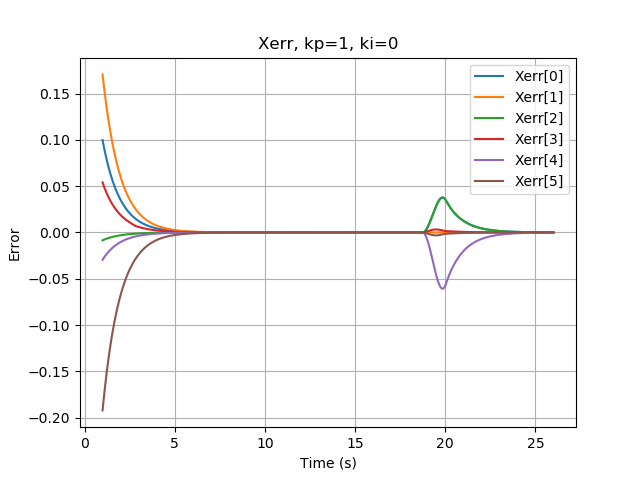 Xerr, kp=1, ki=0
Xerr[0]
Xerr[1]
Xerr[2]
Xerr[3]
Xerr[4]
Xerr[5]
0.15
0.10
0.05
0.00
−0.05
−0.10
−0.15
−0.20
Error
0 5 10 15 20 25
Time (s)